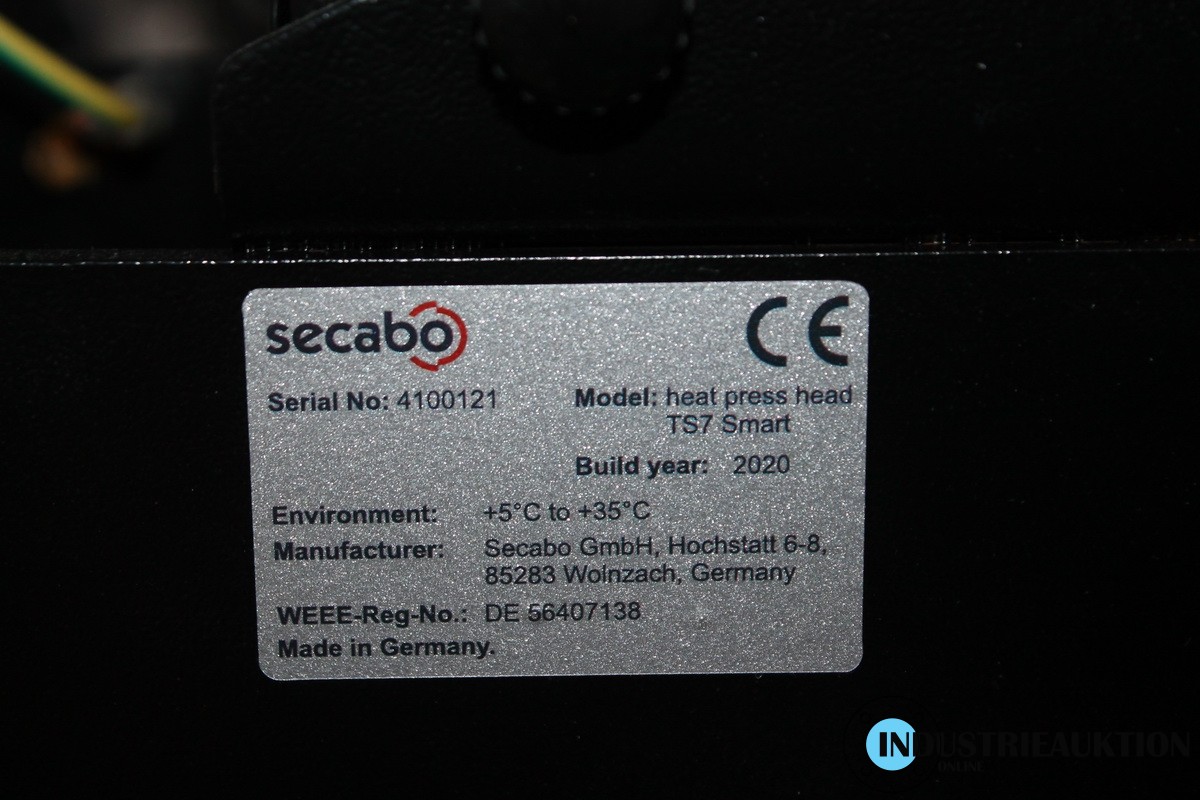 secabo CE
Serial No: 4100121
Model: heat press head
TS7 Smart
Build year: 2020
Environment: +5°C to +35°C
Manufacturer: Secabo GmbH, Hochstatt 6-8,
85283 Wolnzach, Germany
WEEE-Reg-No.: DE 56407138
Made in Germany.
INDUSTRIEAUKTION
ONLINE